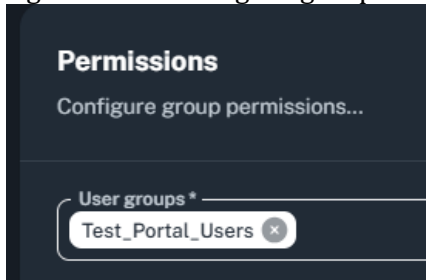 Permissions
Configure group permissions...
User groups *
Test_Portal_Users